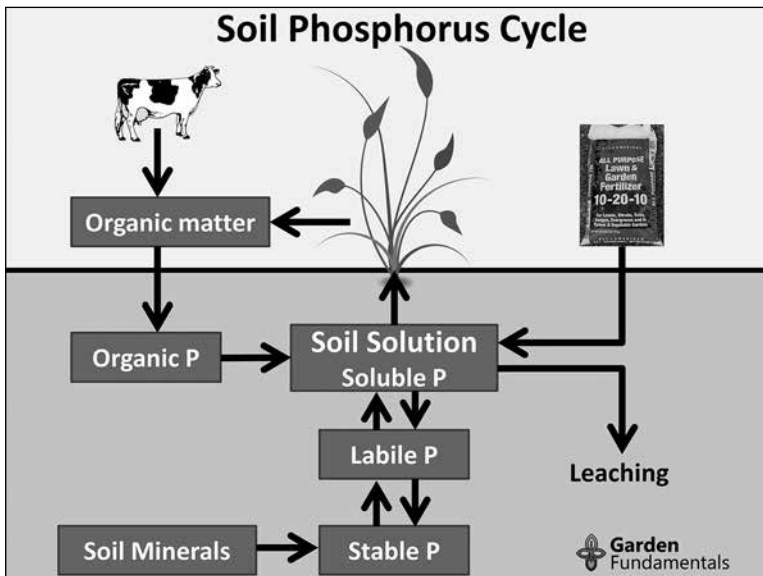 Soil Phosphorus Cycle
ALL PURPOSE
Lawn &
Garden
Fertilizer
10-20-10
Organic matter
Organic P
Soil Solution
Soluble P
Labile P
Leaching
Soil Minerals
Stable P
Garden
Fundamentals